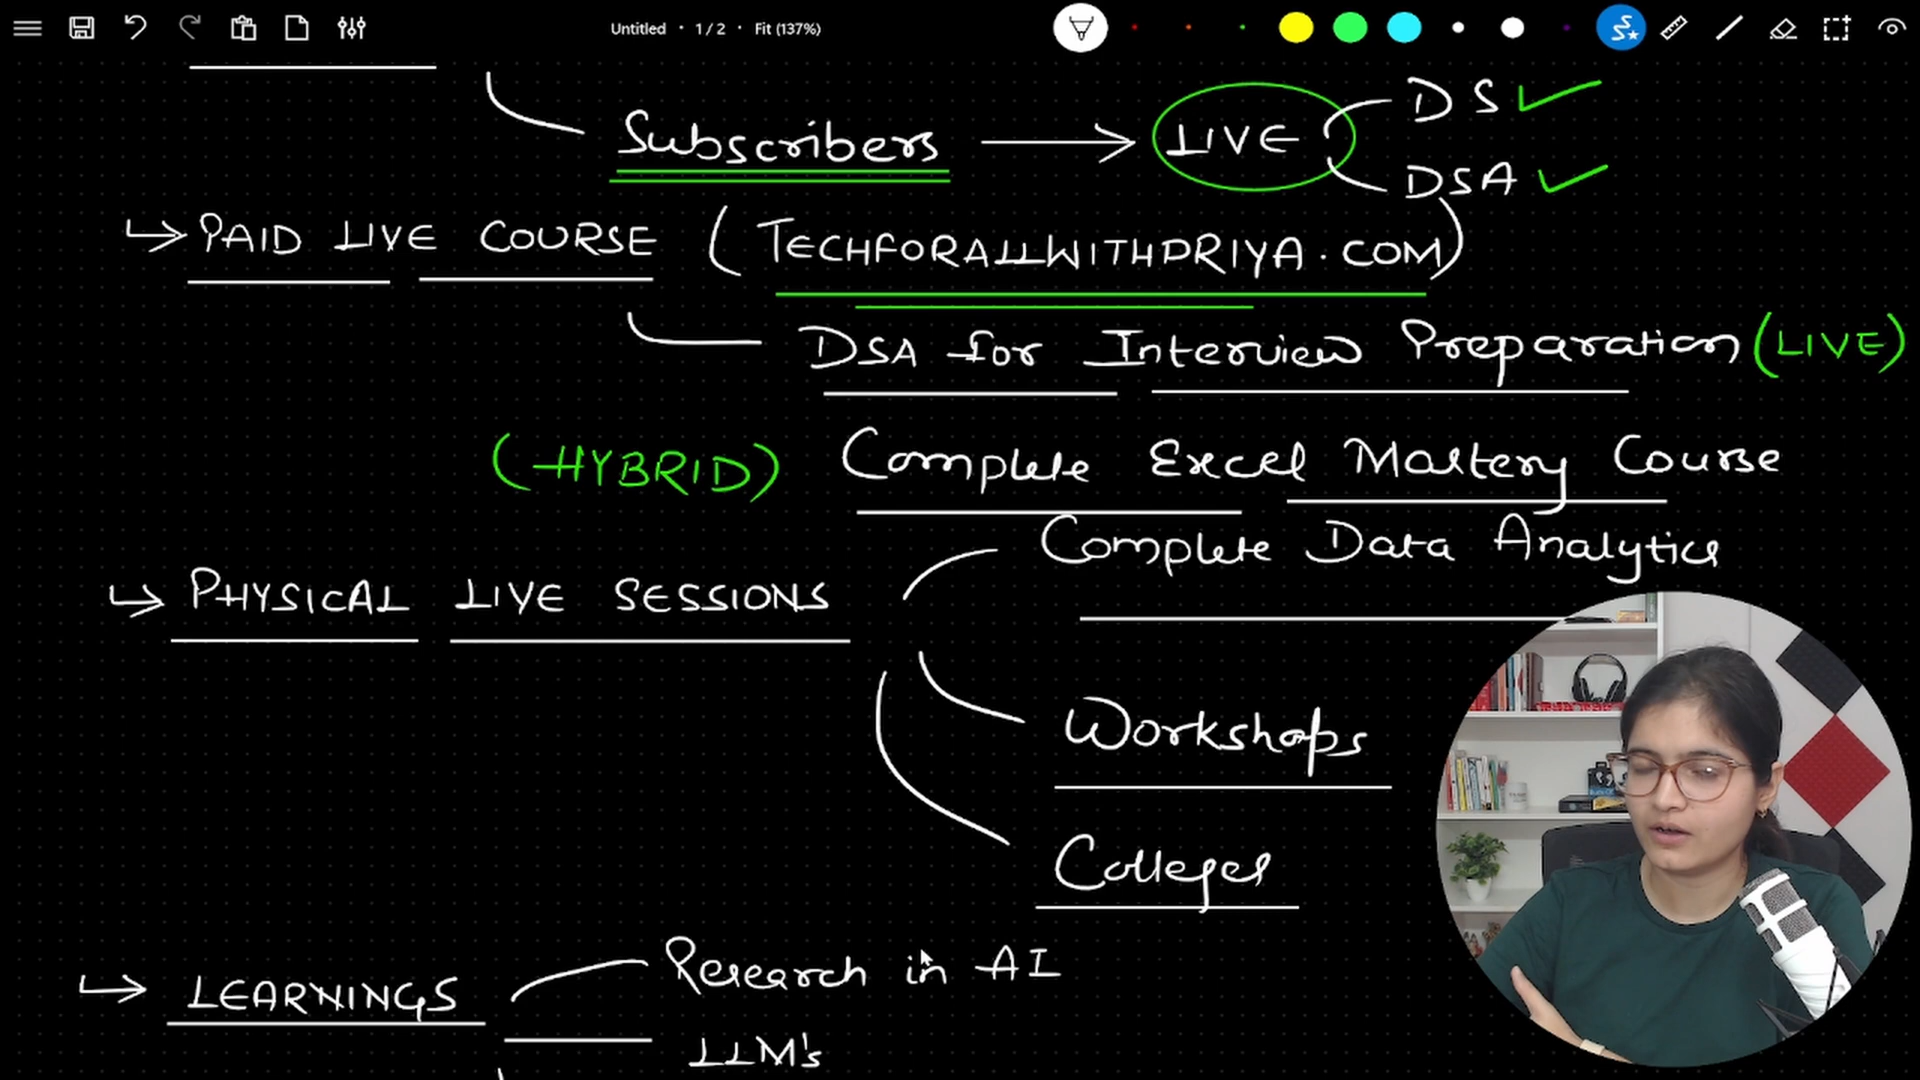 Untitled • 1 / 2 • Fit (137%)
DS
Subscribers LIVE
DSA
PAID LIVE COURSE (TECHFORALLWITHPRIYA.COM)
DSA for Interview Preparation (LIVE)
(HYBRID) Complete Excel Mastery Course
Complete Data Analytics
PHYSICAL LIVE SESSIONS
Workshops
Colleges
Research in AI
LEARNINGS
LLM's